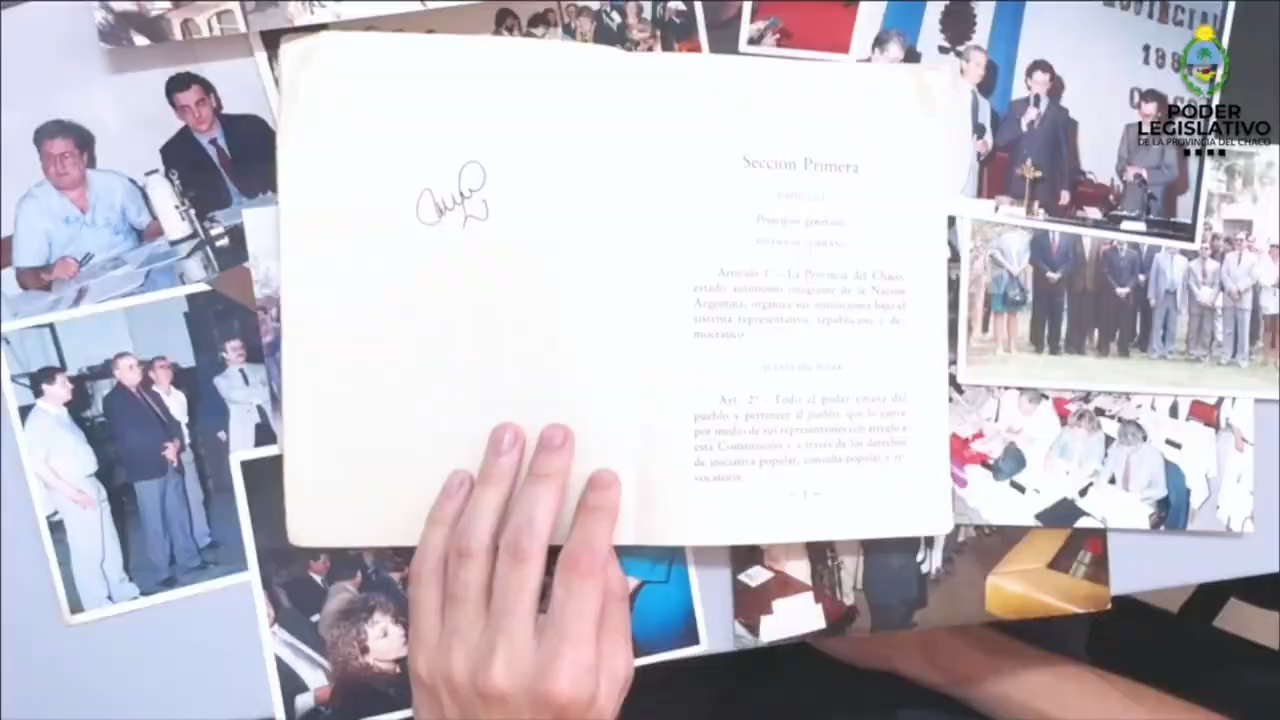 Sección Primera
Principios generales
Artículo 1º - La Provincia del Chaco,
estado autónomo integrante de la Nación
Argentina, organiza sus instituciones bajo el
sistema representativo, republicano y de-
mocrático.
Art. 2º - Todo el poder emana del
pueblo y pertenece al pueblo, que lo ejerce
por medio de sus representantes con arreglo a
esta Constitución y a través de los derechos
de iniciativa popular, consulta popular y re-
vocatoria.
— 1 —
PODER
LEGISLATIVO
DE LA PROVINCIA DEL CHACO